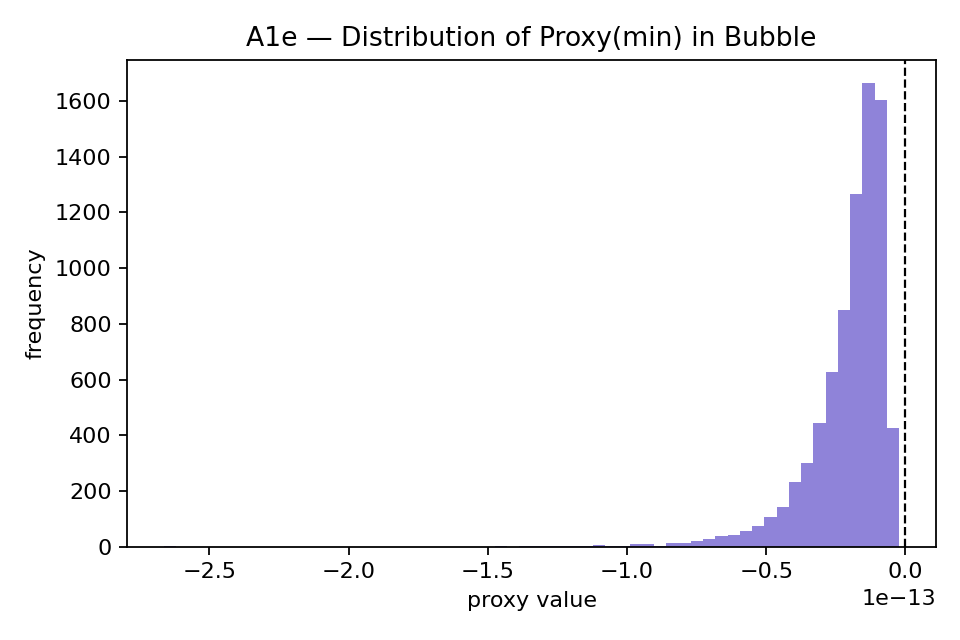 A1e — Distribution of Proxy(min) in Bubble
1600
1400
1200
1000
800
600
400
200
0
frequency
−2.5 −2.0 −1.5 −1.0 −0.5 0.0
1e−13
proxy value